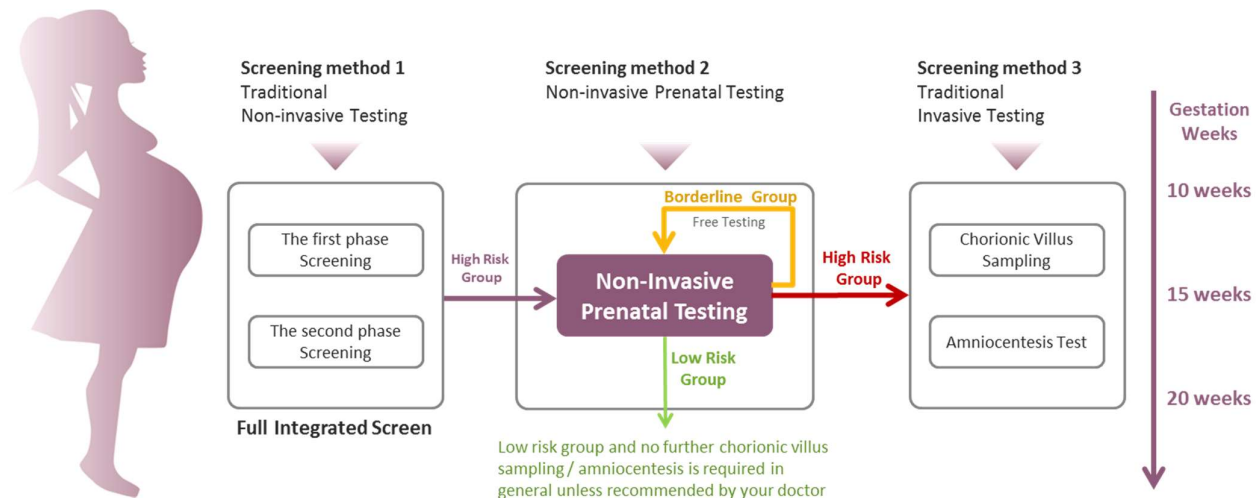 Screening method 1
Traditional
Non-invasive Testing
Screening method 2
Non-invasive Prenatal Testing
Screening method 3
Traditional
Invasive Testing
Gestation
Weeks
10 weeks
15 weeks
20 weeks
The first phase
Screening
The second phase
Screening
Full Integrated Screen
High Risk
Group
Borderline Group
Free Testing
Non-Invasive
Prenatal Testing
Low Risk
Group
Low risk group and no further chorionic villus
sampling / amniocentesis is required in
general unless recommended by your doctor
High Risk
Group
Chorionic Villus
Sampling
Amniocentesis Test